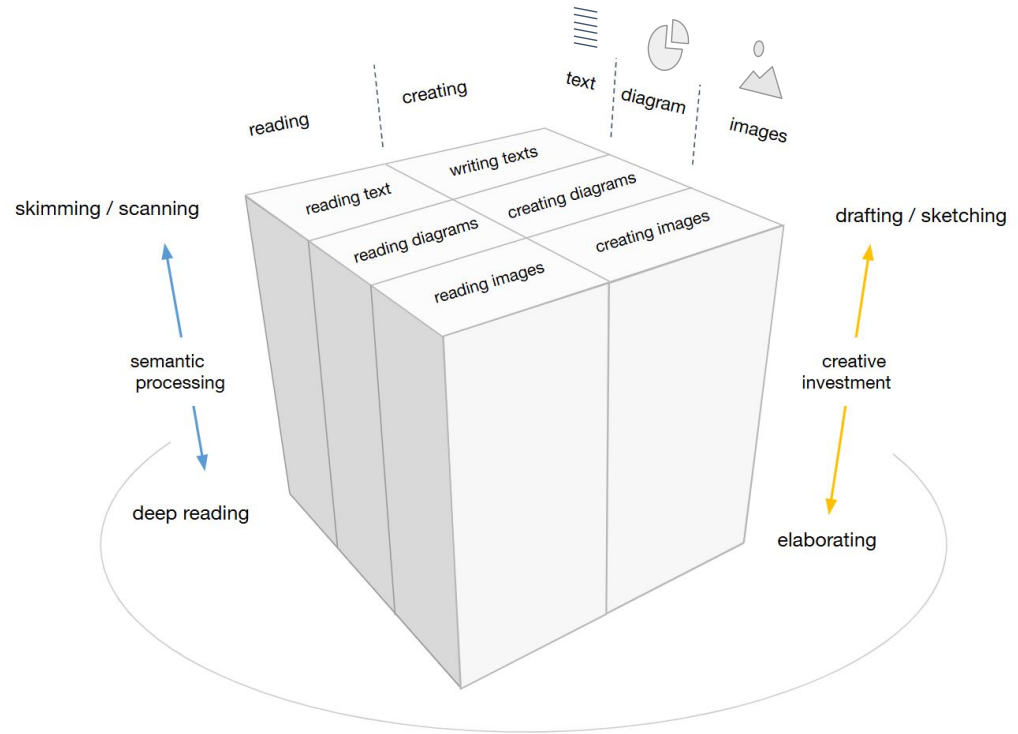 text
diagram
images
reading
creating
skimming / scanning
drafting / sketching
reading text
writing texts
reading diagrams
creating diagrams
reading images
creating images
semantic
processing
creative
investment
deep reading
elaborating